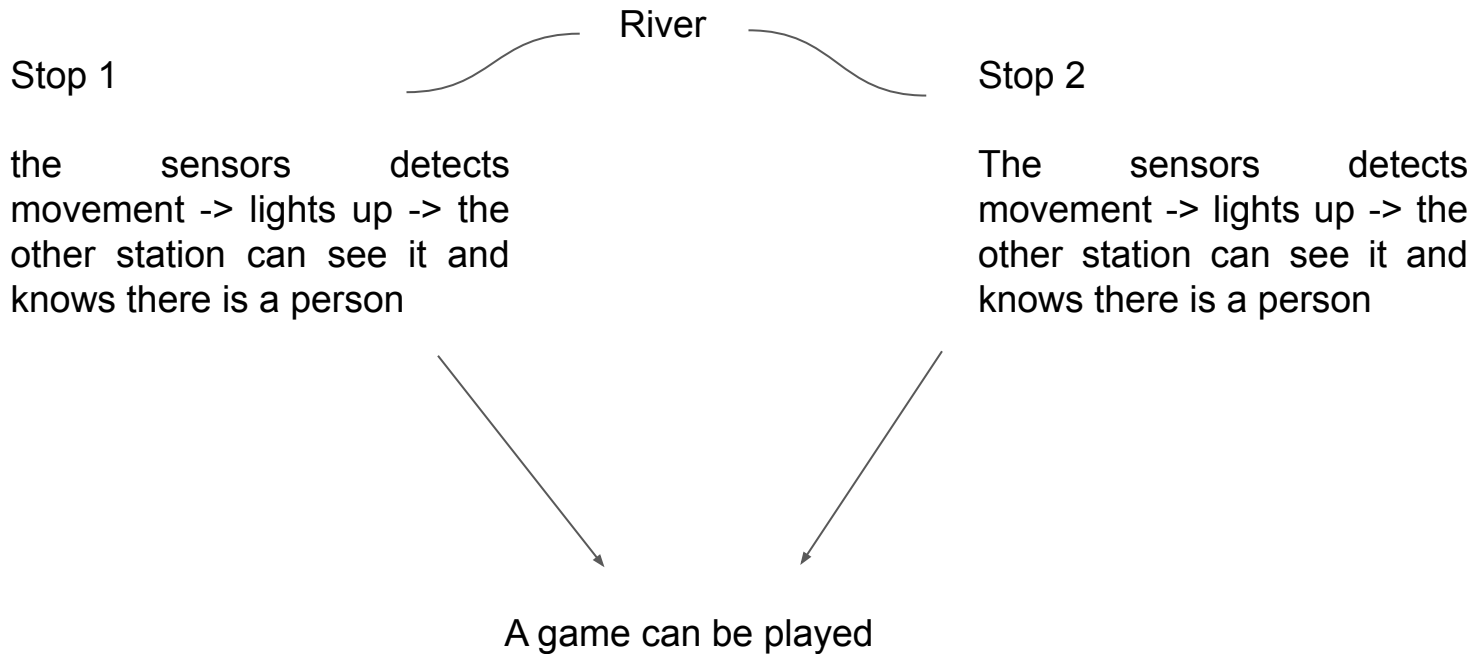 River
Stop 1
the sensors detects
movement -> lights up -> the
other station can see it and
knows there is a person
Stop 2
The sensors detects
movement -> lights up -> the
other station can see it and
knows there is a person
A game can be played